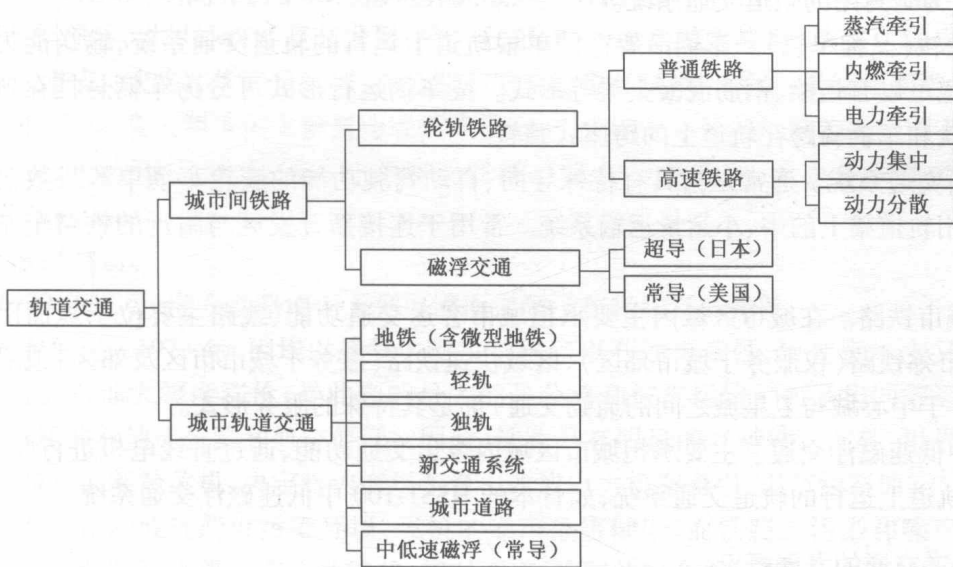 蒸汽牵引
普通铁路
内燃牵引
电力牵引
轮轨铁路
动力集中
高速铁路
动力分散
城市间铁路
超导（日本）
磁浮交通
常导（美国）
轨道交通
地铁（含微型地铁）
轻轨
城市轨道交通
独轨
新交通系统
城市道路
中低速磁浮（常导）